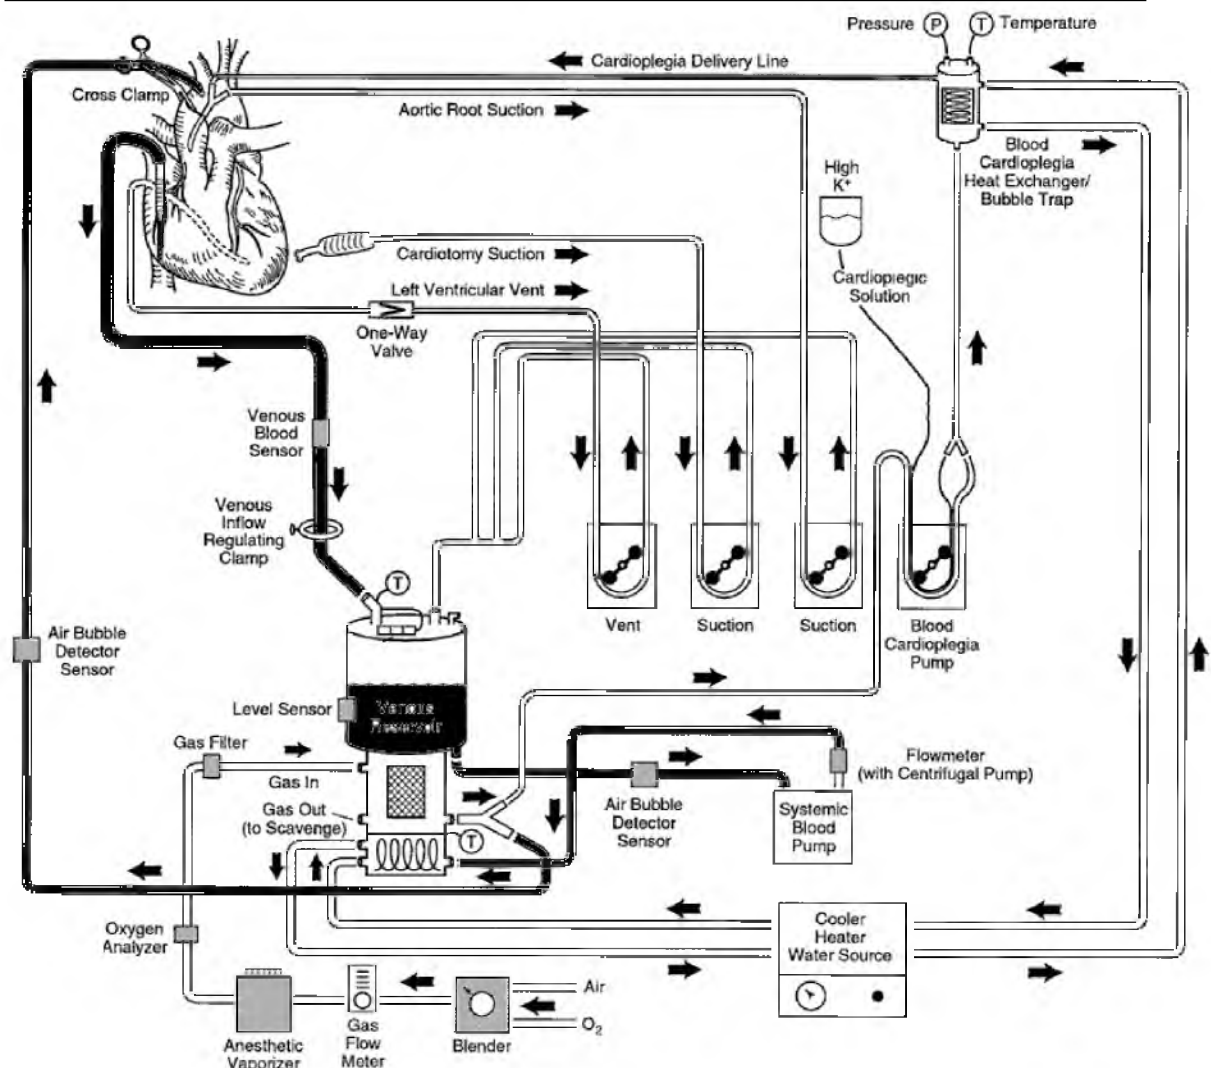 Pressure
P
T
Temperature
Cardioplegia Delivery Line
Cross Clamp
Aortic Root Suction
Blood
Cardioplegia
Heat Exchanger/
Bubble Trap
High
K+
Cardiotomy Suction
Cardioplegic
Solution
Left Ventricular Vent
One-Way
Valve
Venous
Blood
Sensor
Venous
Inflow
Regulating
Clamp
T
Vent
Suction
Suction
Blood
Cardioplegia
Pump
Air Bubble
Detector
Sensor
Level Sensor
Venous
Reservoir
Gas Filter
Gas In
Flowmeter
(with Centrifugal Pump)
Gas Out
(to Scavenge)
Air Bubble
Detector
Sensor
Systemic
Blood
Pump
T
Oxygen
Analyzer
Cooler
Heater
Water Source
Air
O2
Anesthetic
Vaporizer
Gas
Flow
Meter
Blender